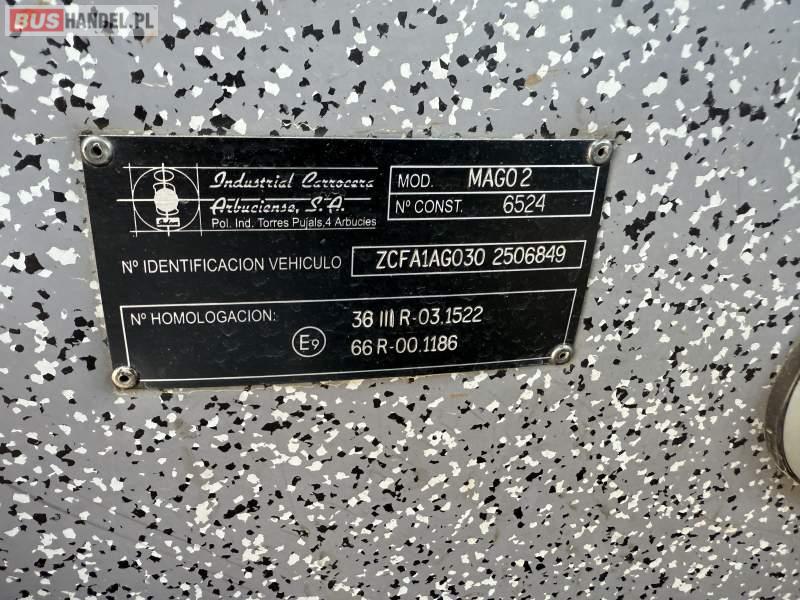 BUSHANDEL.PL
Industrial Carrocera
Arbuciense, S.A.
Pol. Ind. Torres Pujals,4 Arbucies
MOD. MAGO 2
Nº CONST. 6524
Nº IDENTIFICACION VEHICULO ZCFA1AG030 2506849
Nº HOMOLOGACION: 36 III R-03.1522
E9 66 R-00.1186